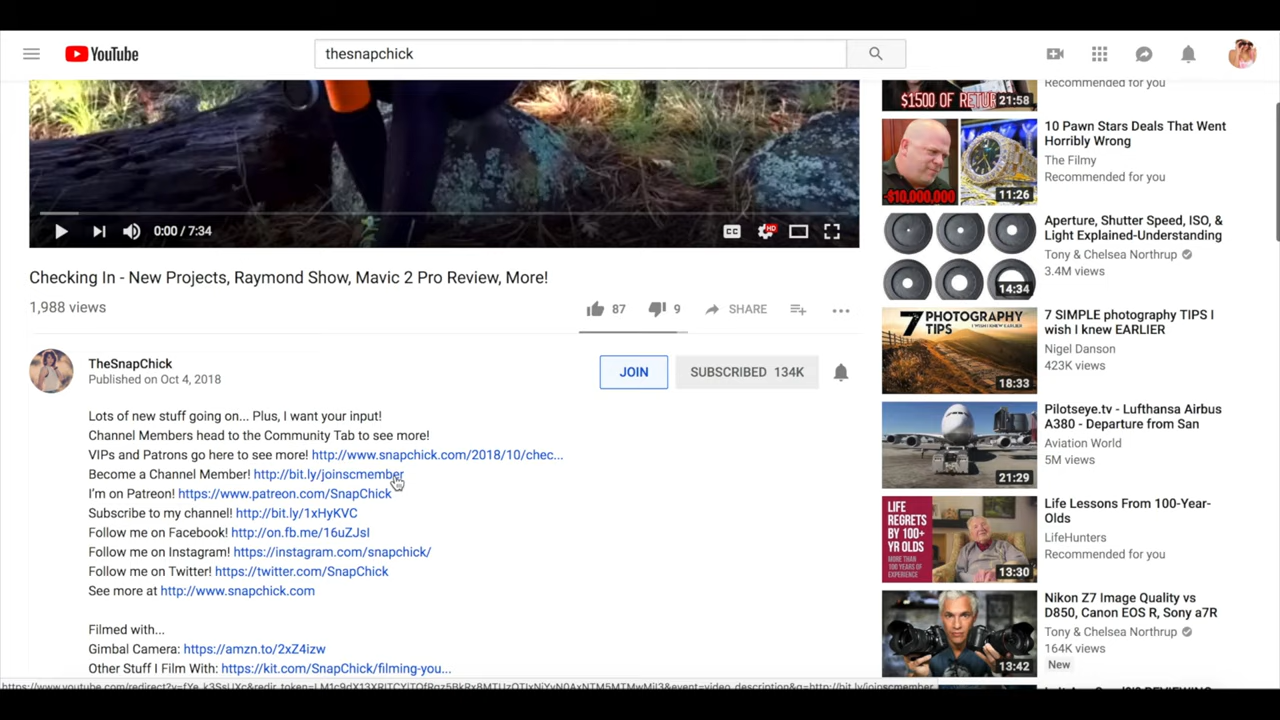 YouTube
thesnapchick
0:00 / 7:34
CC
HD
Checking In - New Projects, Raymond Show, Mavic 2 Pro Review, More!
1,988 views
87
9
SHARE
TheSnapChick
Published on Oct 4, 2018
JOIN
SUBSCRIBED 134K
Lots of new stuff going on... Plus, I want your input!
Channel Members head to the Community Tab to see more!
VIPs and Patrons go here to see more! http://www.snapchick.com/2018/10/chec...
Become a Channel Member! http://bit.ly/joinscmember
I'm on Patreon! https://www.patreon.com/SnapChick
Subscribe to my channel! http://bit.ly/1xHyKVC
Follow me on Facebook! http://on.fb.me/16uZJsI
Follow me on Instagram! https://instagram.com/snapchick/
Follow me on Twitter! https://twitter.com/SnapChick
See more at http://www.snapchick.com
Filmed with...
Gimbal Camera: https://amzn.to/2xZ4izw
Other Stuff I Film With: https://kit.com/SnapChick/filming-you...
$1500 OF
21:58
Recommended for you
-$10,000,000
11:26
10 Pawn Stars Deals That Went
Horribly Wrong
The Filmy
Recommended for you
14:34
Aperture, Shutter Speed, ISO, &
Light Explained-Understanding
Tony & Chelsea Northrup
3.4M views
7 PHOTOGRAPHY
TIPS
18:33
7 SIMPLE photography TIPS I
wish I knew EARLIER
Nigel Danson
423K views
21:29
Pilotseye.tv - Lufthansa Airbus
A380 - Departure from San
Aviation World
5M views
LIFE
REGRETS
BY 100+
YR OLDS
MORE THAN
100 YEARS OF
EXPERIENCE
13:30
Life Lessons From 100-Year-
Olds
LifeHunters
Recommended for you
13:42
Nikon Z7 Image Quality vs
D850, Canon EOS R, Sony a7R
Tony & Chelsea Northrup
164K views
New